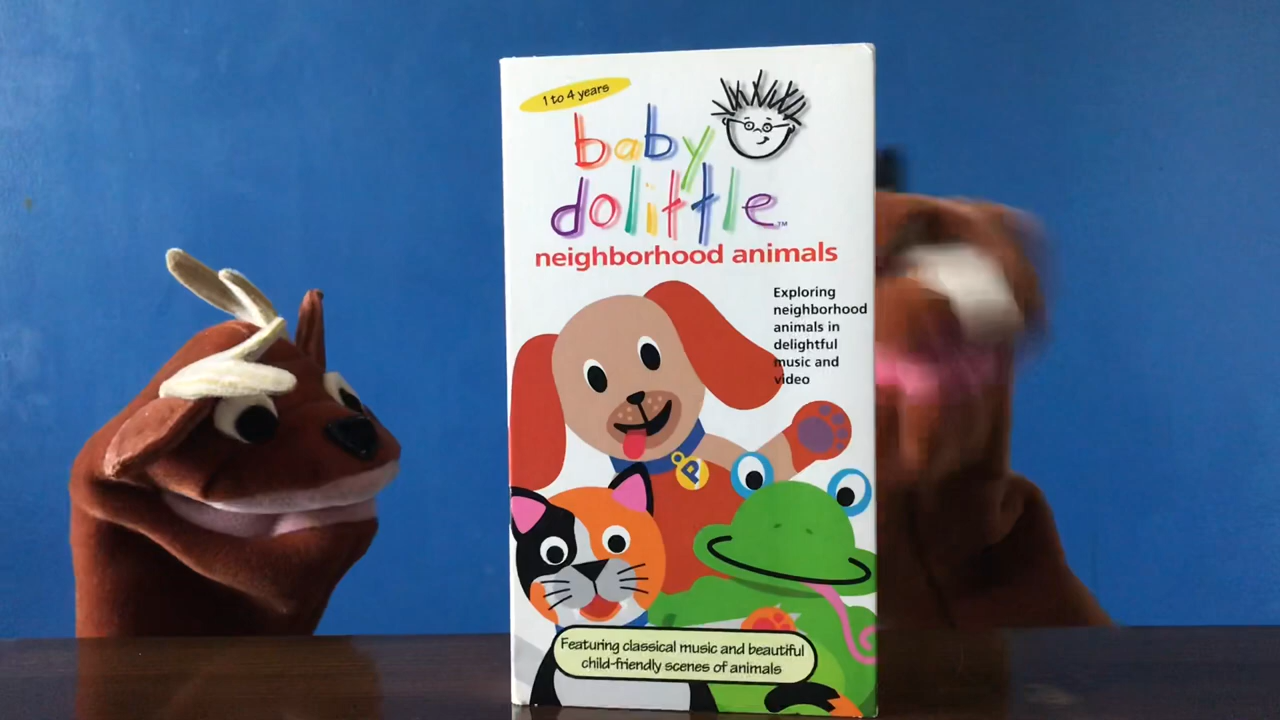 1 to 4 years
baby
dolittle™
neighborhood animals
Exploring
neighborhood
animals in
delightful
music and
video
P
Featuring classical music and beautiful
child-friendly scenes of animals